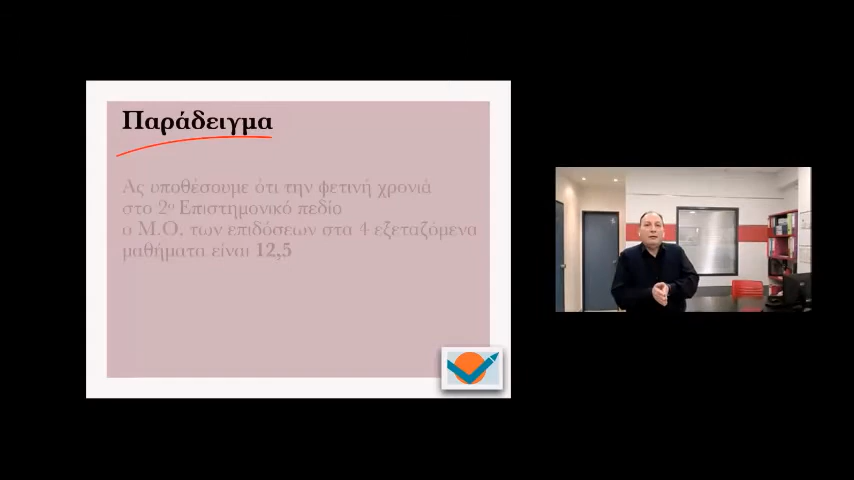 Παράδειγμα
Ας υποθέσουμε ότι την φετινή χρονιά
στο 2ο Επιστημονικό πεδίο
ο Μ.Ο. των επιδόσεων στα 4 εξεταζόμενα
μαθήματα είναι 12,5